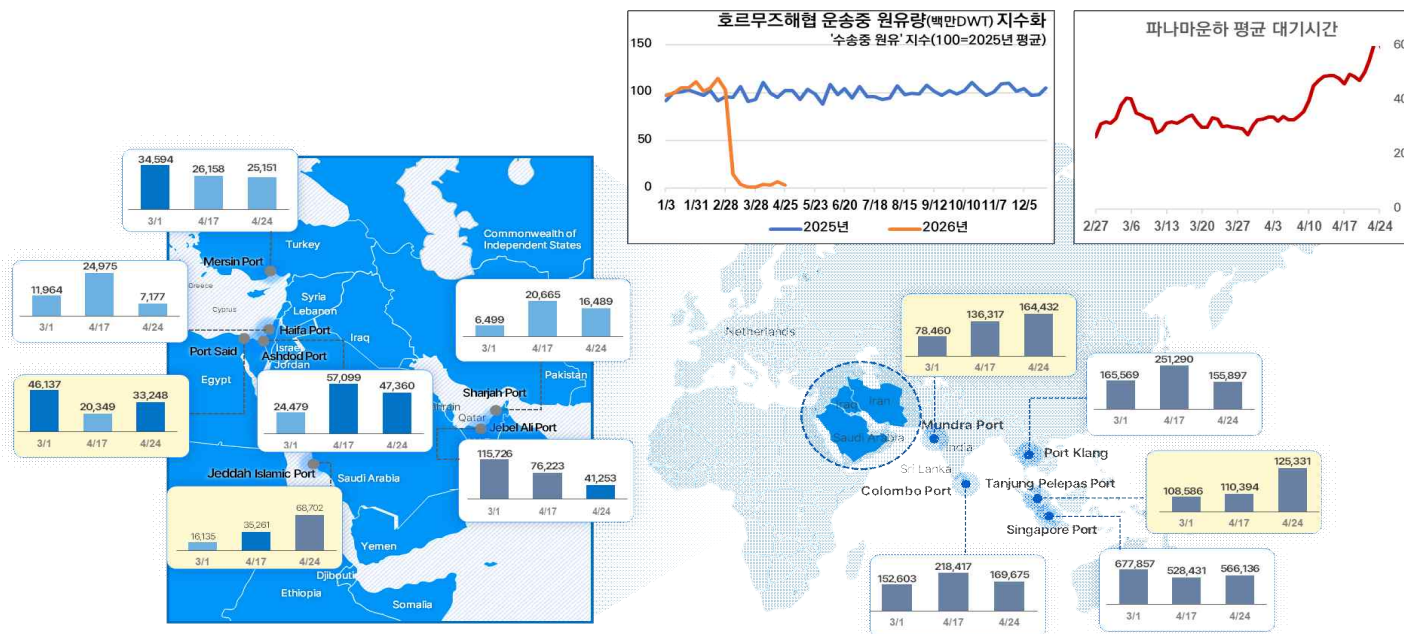 호르무즈해협 운송중 원유량(백만DWT) 지수화
'수송중 원유' 지수(100=2025년 평균)
150
100
50
0
1/3 1/31 2/28 3/28 4/25 5/23 6/20 7/18 8/15 9/12 10/10 11/7 12/5
2025년 2026년
파나마운하 평균 대기시간
60
40
20
0
2/27 3/6 3/13 3/20 3/27 4/3 4/10 4/17 4/24
34,594 26,158 25,151
3/1 4/17 4/24
Turkey
Commonwealth of
Independent States
Mersin Port
Greece
Cyprus
Syria
Lebanon
11,964 24,975 7,177
3/1 4/17 4/24
Haifa Port
Iraq
Port Said
Israel
Ashdod Port
Jordan
Egypt
6,499 20,665 16,489
3/1 4/17 4/24
Pakistan
46,137 20,349 33,248
3/1 4/17 4/24
24,479 57,099 47,360
3/1 4/17 4/24
Sharjah Port
Bahrain
Qatar
Jebel Ali Port
115,726 76,223 41,253
3/1 4/17 4/24
Jeddah Islamic Port
Saudi Arabia
16,135 35,261 68,702
3/1 4/17 4/24
Yemen
Djibouti
Ethiopia
Somalia
Netherlands
78,460 136,317 164,432
3/1 4/17 4/24
Iraq
Iran
Saudi Arabia
Mundra Port
India
165,569 251,290 155,897
3/1 4/17 4/24
Port Klang
Sri Lanka
Colombo Port
Tanjung Pelepas Port
108,586 110,394 125,331
3/1 4/17 4/24
Singapore Port
152,603 218,417 169,675
3/1 4/17 4/24
677,857 528,431 566,136
3/1 4/17 4/24